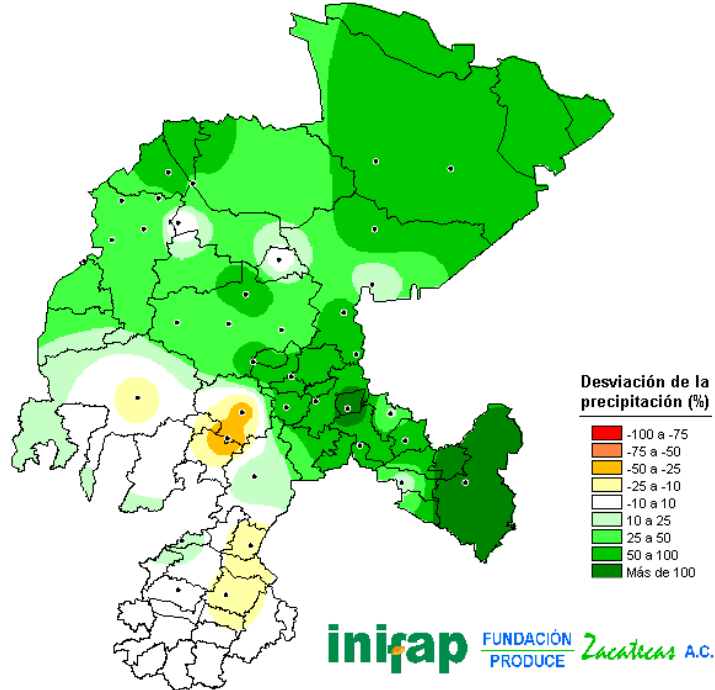 Desviación de la
precipitación (%)
-100 a -75
-75 a -50
-50 a -25
-25 a -10
-10 a 10
10 a 25
25 a 50
50 a 100
Más de 100
inifap
FUNDACIÓN
PRODUCE
Zacatecas A.C.